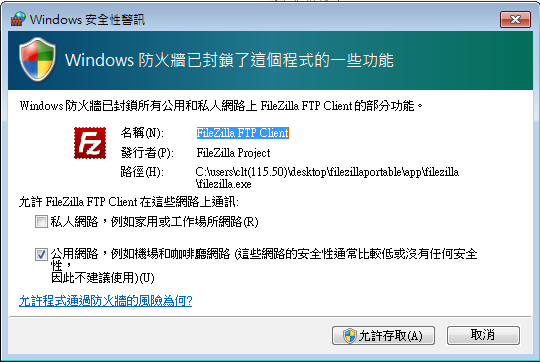 Windows 安全性警訊
Windows 防火牆已封鎖了這個程式的一些功能
Windows 防火牆已封鎖所有公用和私人網路上 FileZilla FTP Client 的部分功能。
Fz
名稱(N): FileZilla FTP Client
發行者(P): FileZilla Project
路徑(H): C:\users\clt(115.50)\desktop\filezillaportable\app\filezilla
\filezilla.exe
允許 FileZilla FTP Client 在這些網路上通訊:
私人網路，例如家用或工作場所網路(R)
公用網路，例如機場和咖啡廳網路 (這些網路的安全性通常比較低或沒有任何安全
性，
因此不建議使用)(U)
允許程式通過防火牆的風險為何?
允許存取(A) 取消